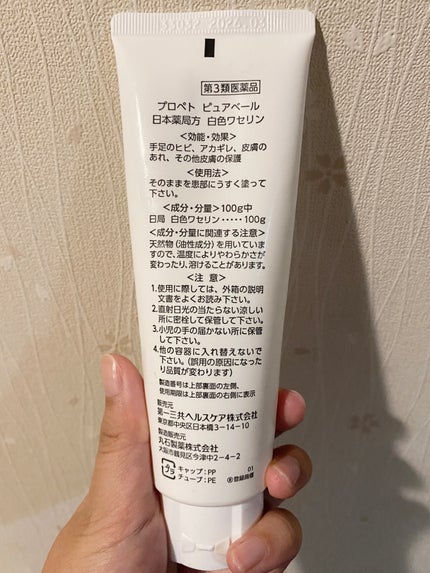 33032 2024.03
第3類医薬品
プロペト ピュアベール
日本薬局方 白色ワセリン
<効能・効果>
手足のヒビ、アカギレ、皮膚の
あれ、その他皮膚の保護
<使用法>
そのままを患部にうすく塗って
下さい。
<成分・分量>100g中
日局 白色ワセリン・・・・・100g
<成分・分量に関連する注意>
天然物(油性成分)を用いていま
すので、温度によりやわらかさが
変わったり、溶けることがあります。
<注 意>
1.使用に際しては、外箱の説明
文書をよくお読み下さい。
2.直射日光の当たらない涼しい
所に密栓して保管して下さい。
3.小児の手の届かない所に保管
して下さい。
4.他の容器に入れ替えないで
下さい。(誤用の原因になった
り品質が変わります)
製造番号は上部裏面の左側、
使用期限は上部裏面の右側に表示
販売元
第一三共ヘルスケア株式会社
東京都中央区日本橋3-14-10
製造販売元
丸石製薬株式会社
大阪市鶴見区今津中2-4-2
プラ
キャップ:PP
チューブ:PE
01
®登録商標